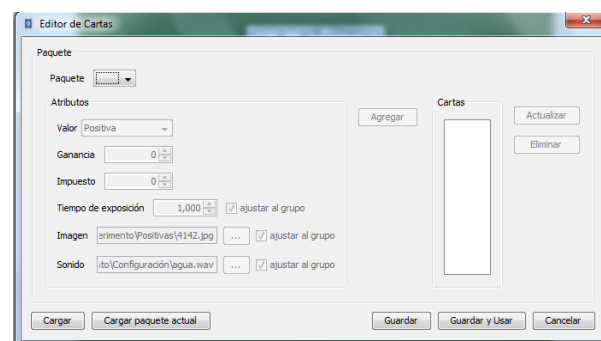 Editor de Cartas
Paquete
Paquete
Atributos
Valor Positiva
Ganancia 0
Impuesto 0
Tiempo de exposición 1,000 ajustar al grupo
Imagen erimento\Positivas\4142.jpg ... ajustar al grupo
Sonido ito\Configuración\agua.wav ... ajustar al grupo
Agregar
Cartas
Actualizar
Eliminar
Cargar Cargar paquete actual Guardar Guardar y Usar Cancelar